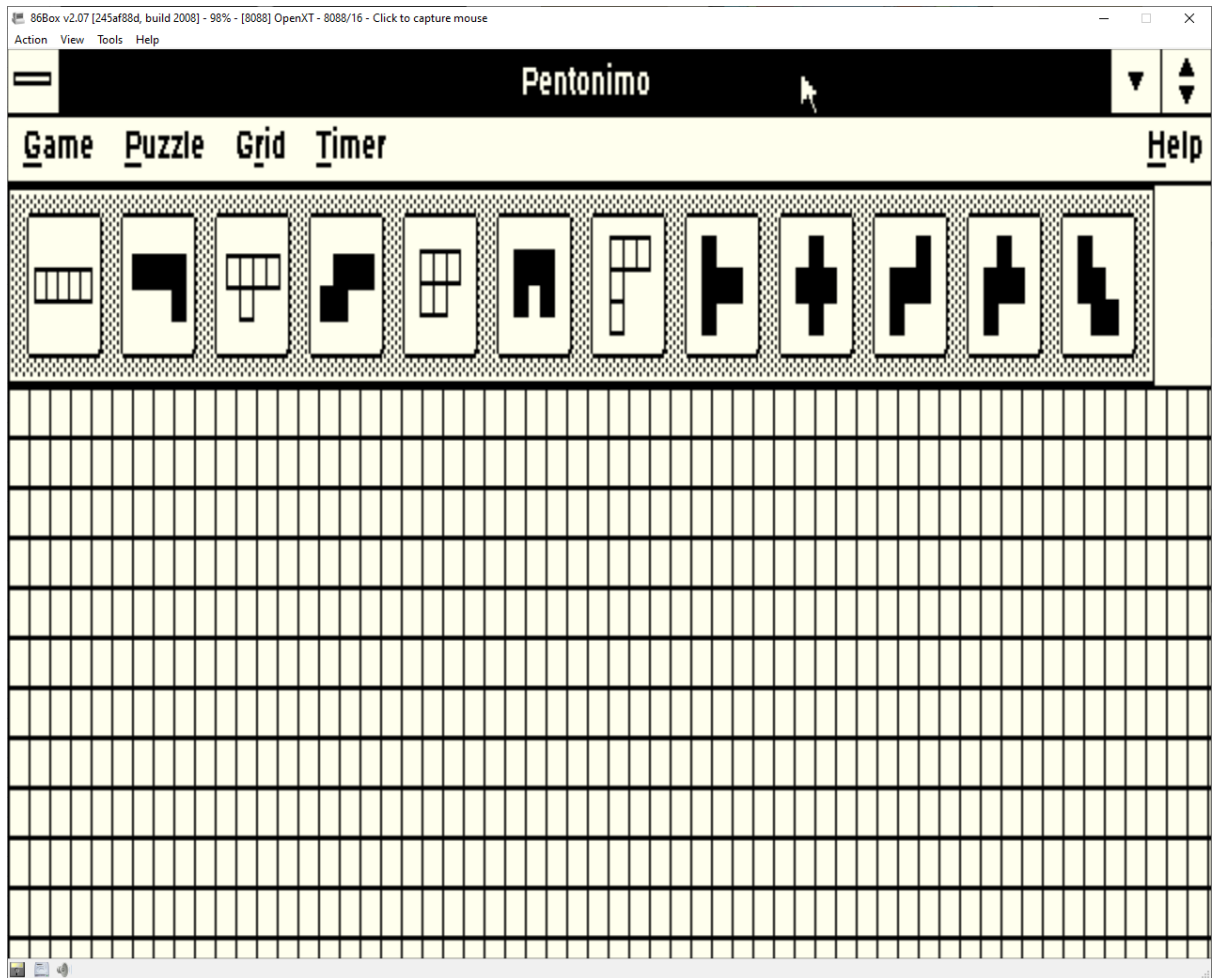 86Box v2.07 [245af88d, build 2008] - 98% - [8088] OpenXT - 8088/16 - Click to capture mouse
Action View Tools Help
Pentonimo
Game Puzzle Grid Timer Help